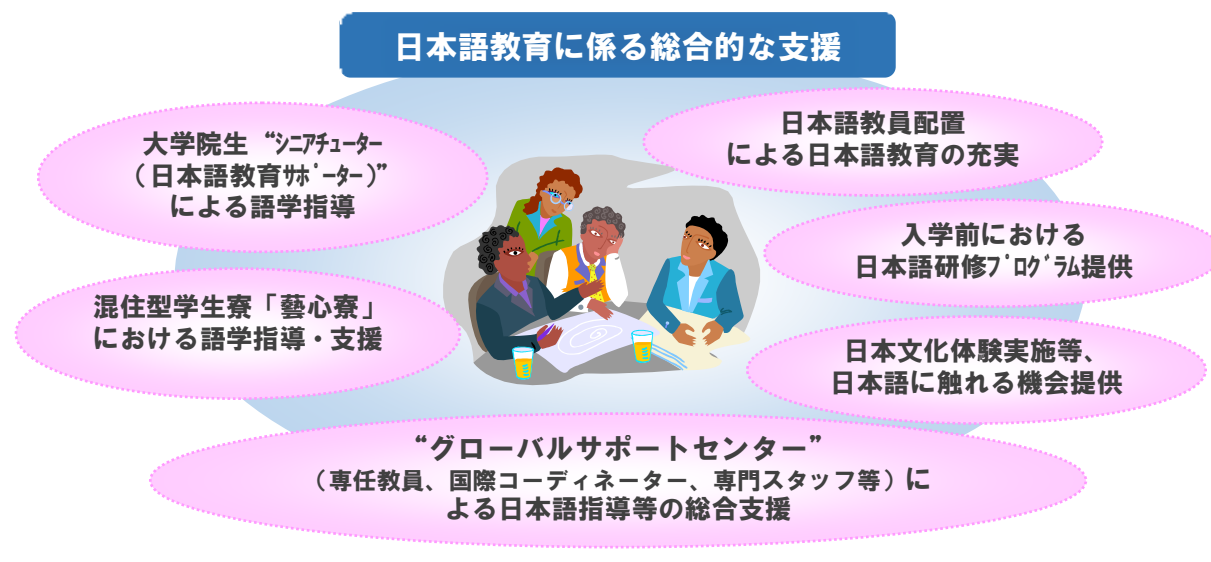 日本語教育に係る総合的な支援
大学院生“ｼﾆｱﾁｭｰﾀｰ
（日本語教育ｻﾎﾟｰﾀｰ）”
による語学指導
日本語教員配置
による日本語教育の充実
混住型学生寮「藝心寮」
における語学指導・支援
入学前における
日本語研修ﾌﾟﾛｸﾞﾗﾑ提供
日本文化体験実施等、
日本語に触れる機会提供
“グローバルサポートセンター”
（専任教員、国際コーディネーター、専門スタッフ等）に
よる日本語指導等の総合支援